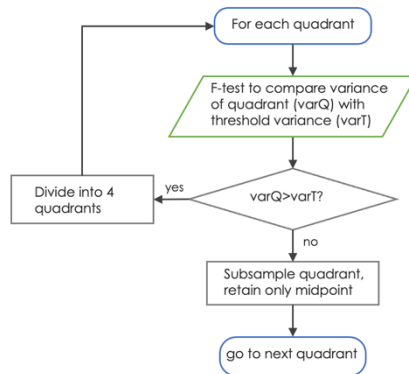 For each quadrant
F-test to compare variance
of quadrant (varQ) with
threshold variance (varT)
Divide into 4
quadrants
yes
varQ>varT?
no
Subsample quadrant,
retain only midpoint
go to next quadrant